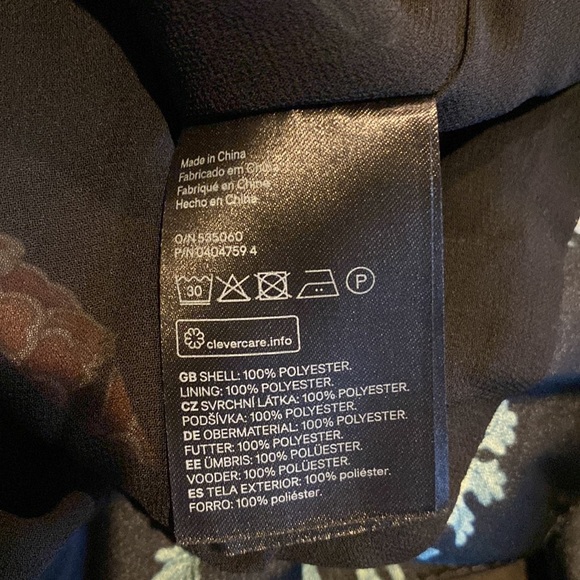 Made in China
Fabricado em China
Fabriqué en Chine
Hecho en China
O/N 535060
P/N 0404759 4
30
P
clevercare.info
GB SHELL: 100% POLYESTER.
LINING: 100% POLYESTER.
CZ SVRCHNÍ LÁTKA: 100% POLYESTER.
PODŠÍVKA: 100% POLYESTER.
DE OBERMATERIAL: 100% POLYESTER.
FUTTER: 100% POLYESTER.
EE ÜMBRIS: 100% POLÜESTER.
VOODER: 100% POLÜESTER.
ES TELA EXTERIOR: 100% poliéster.
FORRO: 100% poliéster.